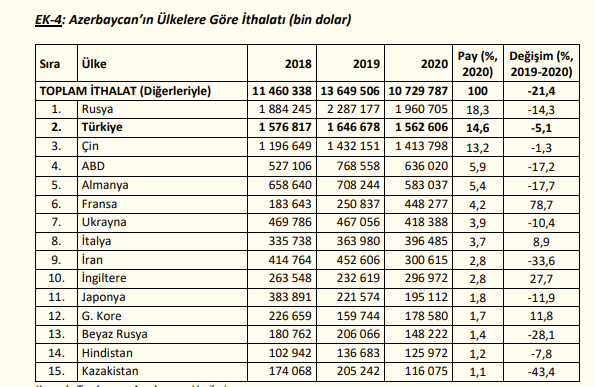 EK-4: Azerbaycan'ın Ülkelere Göre İthalatı (bin dolar)
Sıra Ülke 2018 2019 2020 Pay (%, 2020) Değişim (%, 2019-2020)
TOPLAM İTHALAT (Diğerleriyle) 11 460 338 13 649 506 10 729 787 100 -21,4
1. Rusya 1 884 245 2 287 177 1 960 705 18,3 -14,3
2. Türkiye 1 576 817 1 646 678 1 562 606 14,6 -5,1
3. Çin 1 196 649 1 432 151 1 413 798 13,2 -1,3
4. ABD 527 106 768 558 636 020 5,9 -17,2
5. Almanya 658 640 708 244 583 037 5,4 -17,7
6. Fransa 183 643 250 837 448 277 4,2 78,7
7. Ukrayna 469 786 467 056 418 388 3,9 -10,4
8. İtalya 335 738 363 980 396 485 3,7 8,9
9. İran 414 764 452 606 300 615 2,8 -33,6
10. İngiltere 263 548 232 619 296 972 2,8 27,7
11. Japonya 383 891 221 574 195 112 1,8 -11,9
12. G. Kore 226 659 159 744 178 580 1,7 11,8
13. Beyaz Rusya 180 762 206 066 148 222 1,4 -28,1
14. Hindistan 102 942 136 683 125 972 1,2 -7,8
15. Kazakistan 174 068 205 242 116 075 1,1 -43,4